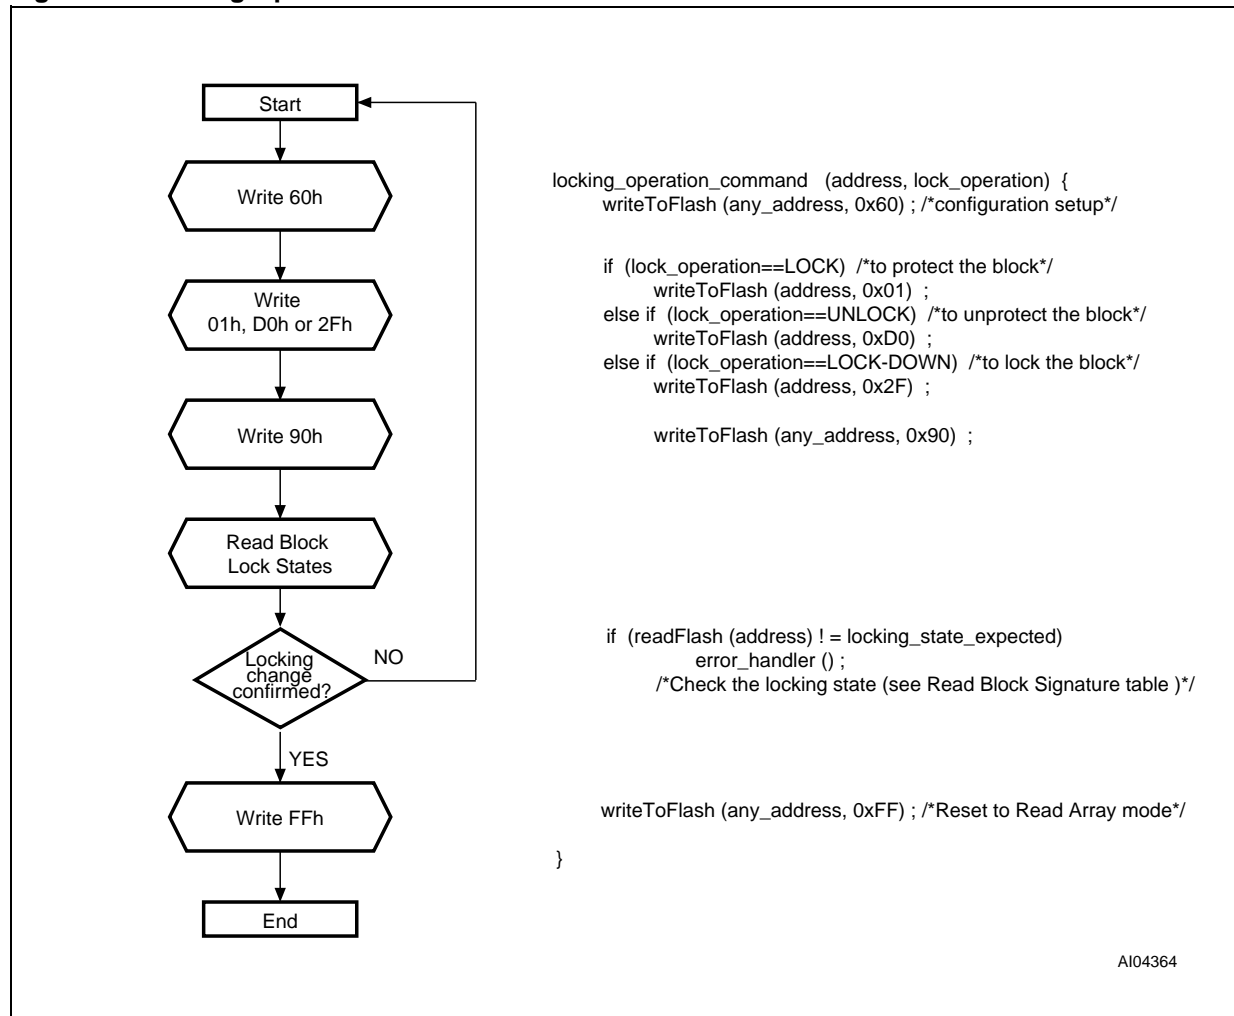 Start
Write 60h
Write
01h, D0h or 2Fh
Write 90h
Read Block
Lock States
Locking
change
confirmed?
NO
YES
Write FFh
End
locking_operation_command (address, lock_operation) {
writeToFlash (any_address, 0x60) ; /*configuration setup*/
if (lock_operation==LOCK) /*to protect the block*/
writeToFlash (address, 0x01) ;
else if (lock_operation==UNLOCK) /*to unprotect the block*/
writeToFlash (address, 0xD0) ;
else if (lock_operation==LOCK-DOWN) /*to lock the block*/
writeToFlash (address, 0x2F) ;
writeToFlash (any_address, 0x90) ;
if (readFlash (address) ! = locking_state_expected)
error_handler () ;
/*Check the locking state (see Read Block Signature table )*/
writeToFlash (any_address, 0xFF) ; /*Reset to Read Array mode*/
}
AI04364